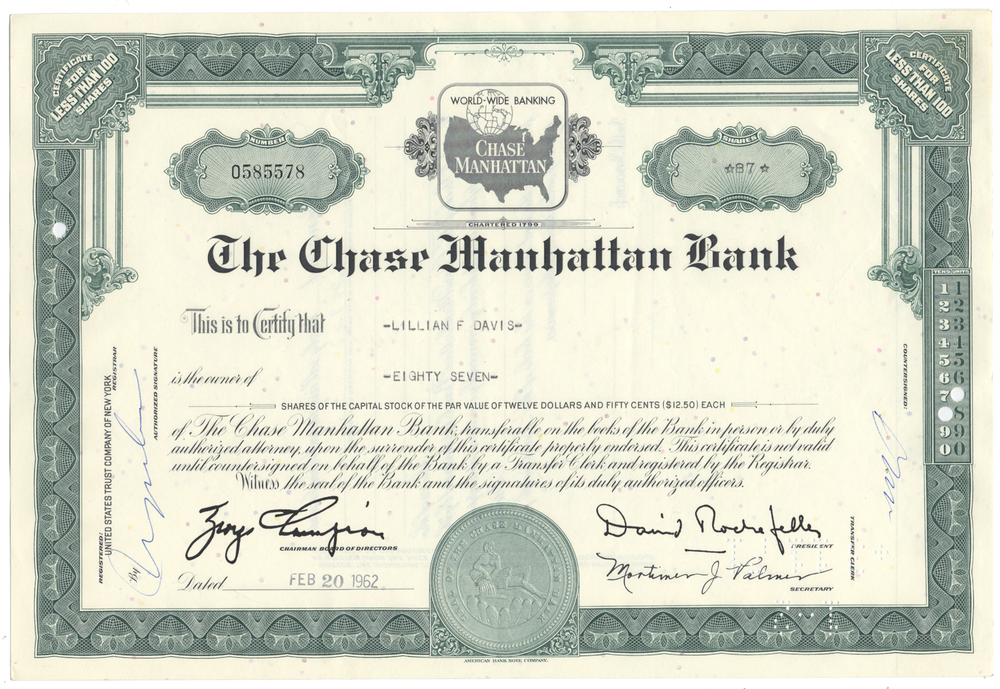 CERTIFICATE
FOR
LESS THAN 100
SHARES
CERTIFICATE
FOR
LESS THAN 100
SHARES
WORLD-WIDE BANKING
CHASE
MANHATTAN
NUMBER
0585578
SHARES
☆87☆
CHARTERED 1799
The Chase Manhattan Bank
This is to Certify that -LILLIAN F DAVIS-
is the owner of -EIGHTY SEVEN-
SHARES OF THE CAPITAL STOCK OF THE PAR VALUE OF TWELVE DOLLARS AND FIFTY CENTS ($12.50) EACH
of The Chase Manhattan Bank, transferable on the books of the Bank in person or by duly
authorized attorney, upon the surrender of this certificate properly endorsed. This certificate is not valid
until countersigned on behalf of the Bank by a Transfer Clerk and registered by the Registrar.
Witness the seal of the Bank and the signatures of its duly authorized officers.
George Champion
CHAIRMAN BOARD OF DIRECTORS
David Rockefeller
PRESIDENT
Mortimer J Palmer
SECRETARY
Dated FEB 20 1962
REGISTERED:
UNITED STATES TRUST COMPANY OF NEW YORK
REGISTRAR
By
AUTHORIZED SIGNATURE
COUNTERSIGNED:
TRANSFER CLERK
TENS UNITS
1 1
2 2
3 3
4 4
5 5
6 6
7
8 8
9 9
0 0
AMERICAN BANK NOTE COMPANY.